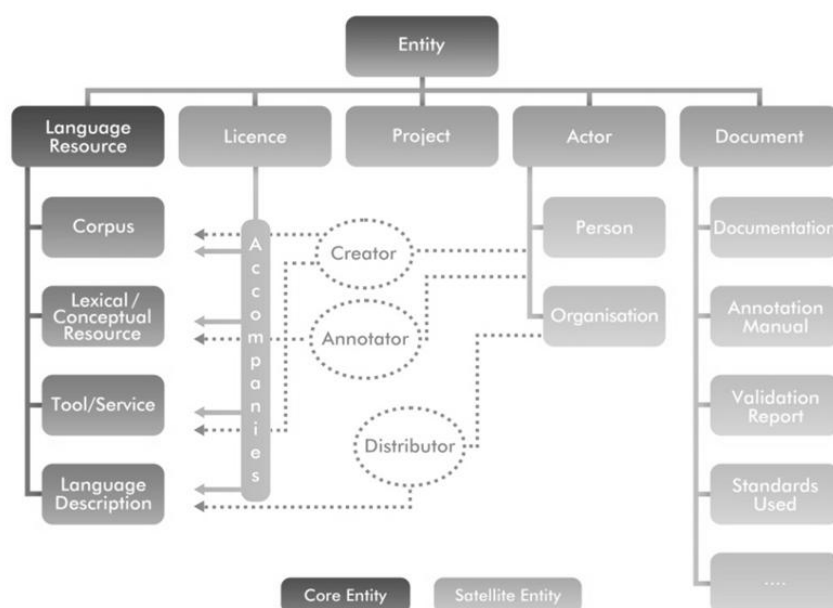 Entity
Language
Resource
Licence
Project
Actor
Document
Corpus
Lexical /
Conceptual
Resource
Tool/Service
Language
Description
Accompanies
Creator
Annotator
Distributor
Person
Organisation
Documentation
Annotation
Manual
Validation
Report
Standards
Used
....
Core Entity
Satellite Entity